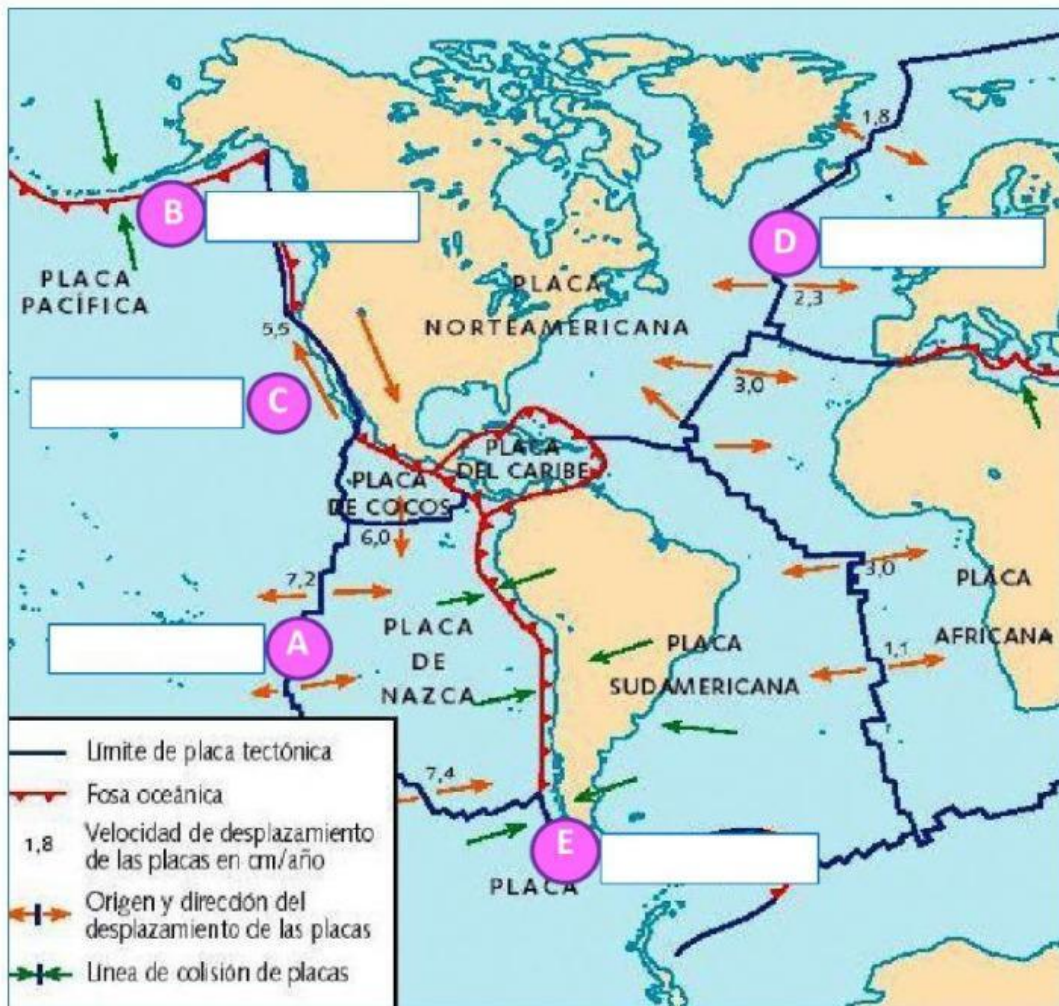 1,8
B
D
PLACA
PACÍFICA
PLACA
NORTEAMERICANA
2,3
5,5
C
3,0
PLACA
DEL CARIBE
PLACA
DE COCOS
6,0
7,2
3,0
PLACA
AFRICANA
A
PLACA
DE
NAZCA
PLACA
SUDAMERICANA
1,1
7,4
E
PLACA
Límite de placa tectónica
Fosa oceánica
1,8 Velocidad de desplazamiento
de las placas en cm/año
Origen y dirección del
desplazamiento de las placas
Línea de colisión de placas